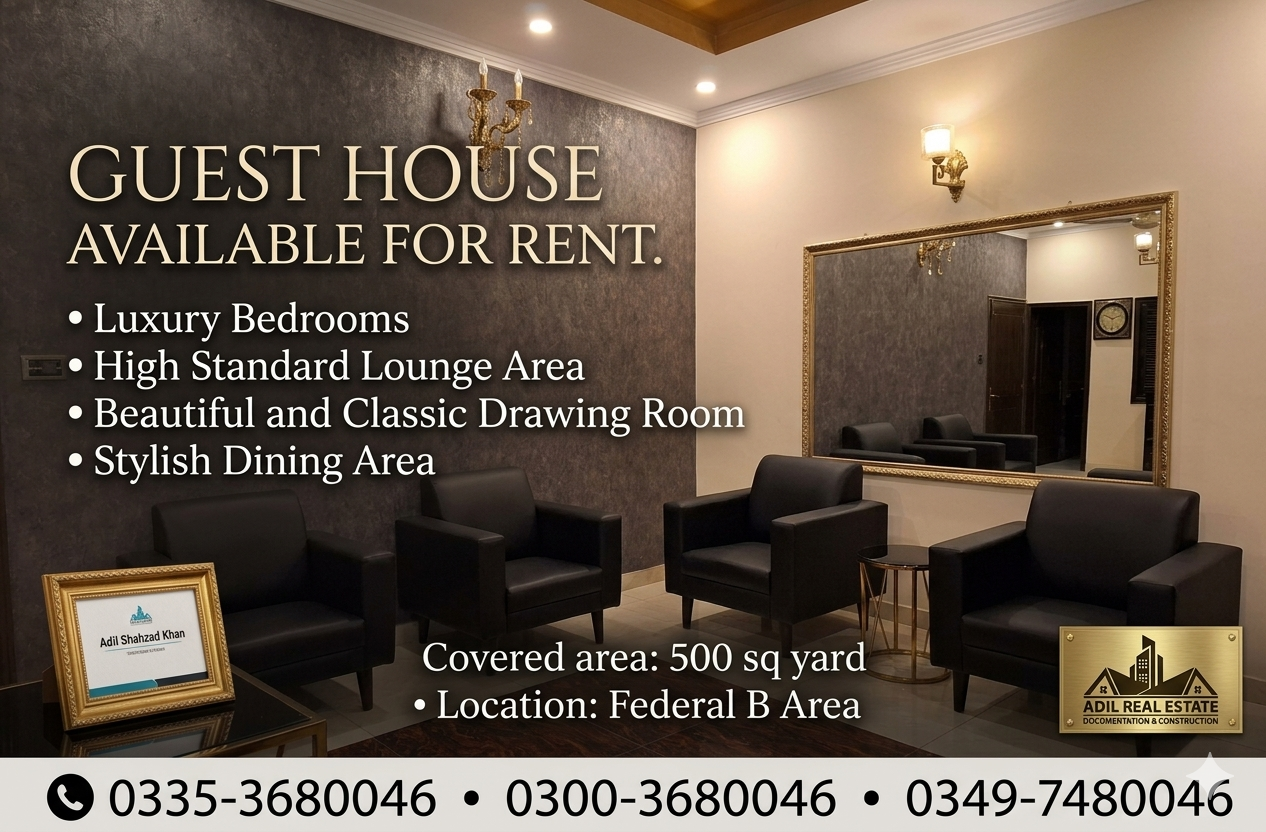 GUEST HOUSE
AVAILABLE FOR RENT.
• Luxury Bedrooms
• High Standard Lounge Area
• Beautiful and Classic Drawing Room
• Stylish Dining Area
Adil Shahzad Khan
Covered area: 500 sq yard
• Location: Federal B Area
ADIL REAL ESTATE
DOCOMENTATION & CONSTRUCTION
0335-3680046 • 0300-3680046 • 0349-7480046